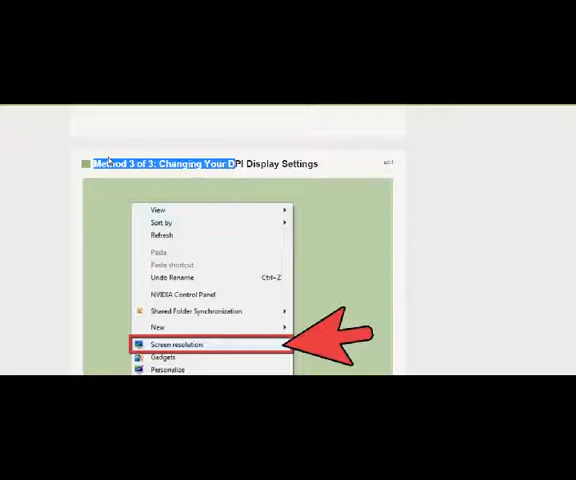 Method 3 of 3: Changing Your DPI Display Settings
View
Sort by
Refresh
Paste
Paste shortcut
Undo Rename Ctrl+Z
NVIDIA Control Panel
Shared Folder Synchronization
New
Screen resolution
Gadgets
Personalize